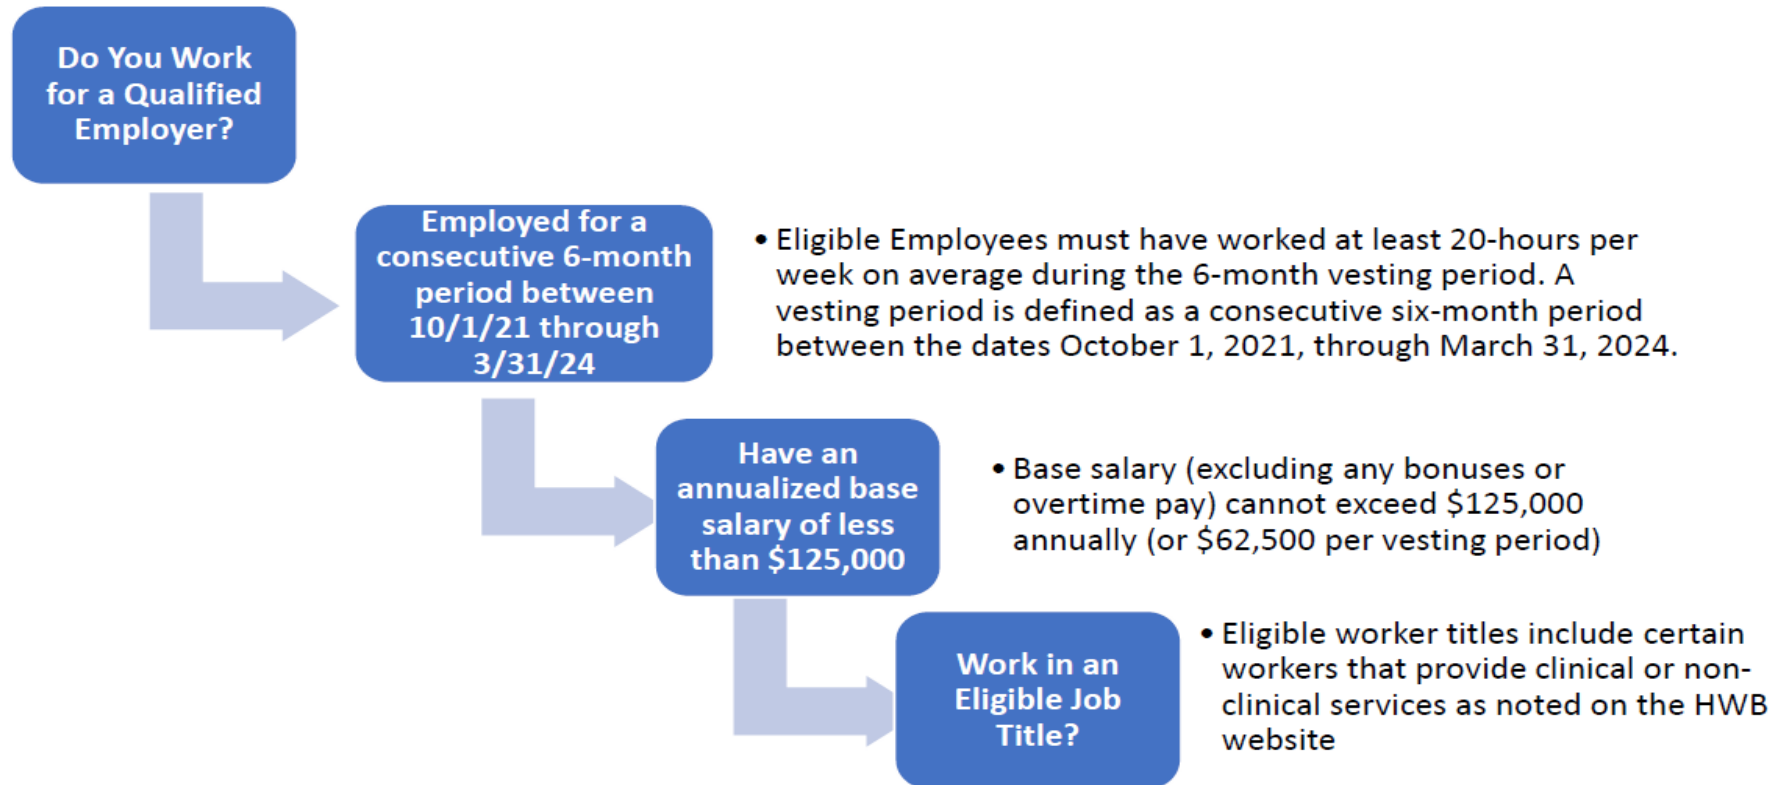 Do You Work
for a Qualified
Employer?
Employed for a
consecutive 6-month
period between
10/1/21 through
3/31/24
• Eligible Employees must have worked at least 20-hours per
week on average during the 6-month vesting period. A
vesting period is defined as a consecutive six-month period
between the dates October 1, 2021, through March 31, 2024.
Have an
annualized base
salary of less
than $125,000
• Base salary (excluding any bonuses or
overtime pay) cannot exceed $125,000
annually (or $62,500 per vesting period)
Work in an
Eligible Job
Title?
• Eligible worker titles include certain
workers that provide clinical or non-
clinical services as noted on the HWB
website